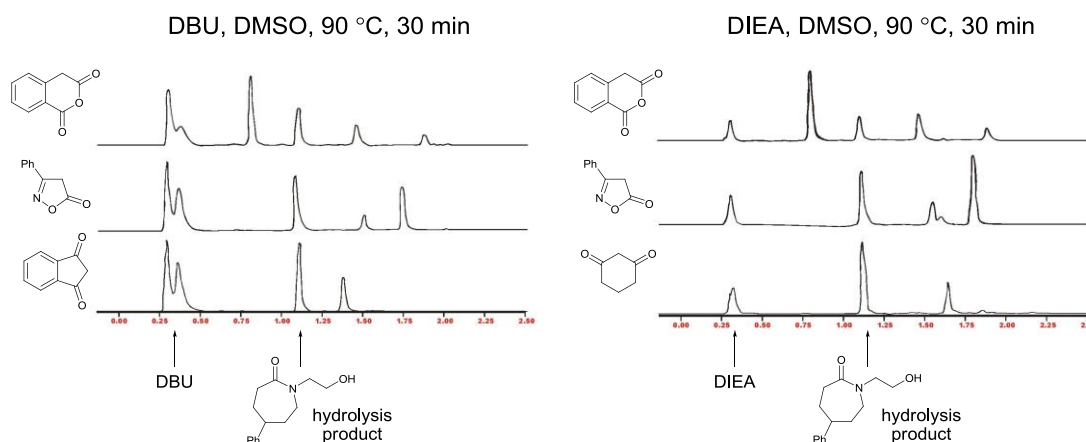 DBU, DMSO, 90 °C, 30 min
O
O
O
Ph
N
O
O
O
O
0.00 0.25 0.50 0.75 1.00 1.25 1.50 1.75 2.00 2.25 2.50
DBU
O
N
OH
Ph
hydrolysis
product
DIEA, DMSO, 90 °C, 30 min
O
O
O
Ph
N
O
O
O
O
0.00 0.25 0.50 0.75 1.00 1.25 1.50 1.75 2.00 2.25
DIEA
O
N
OH
Ph
hydrolysis
product